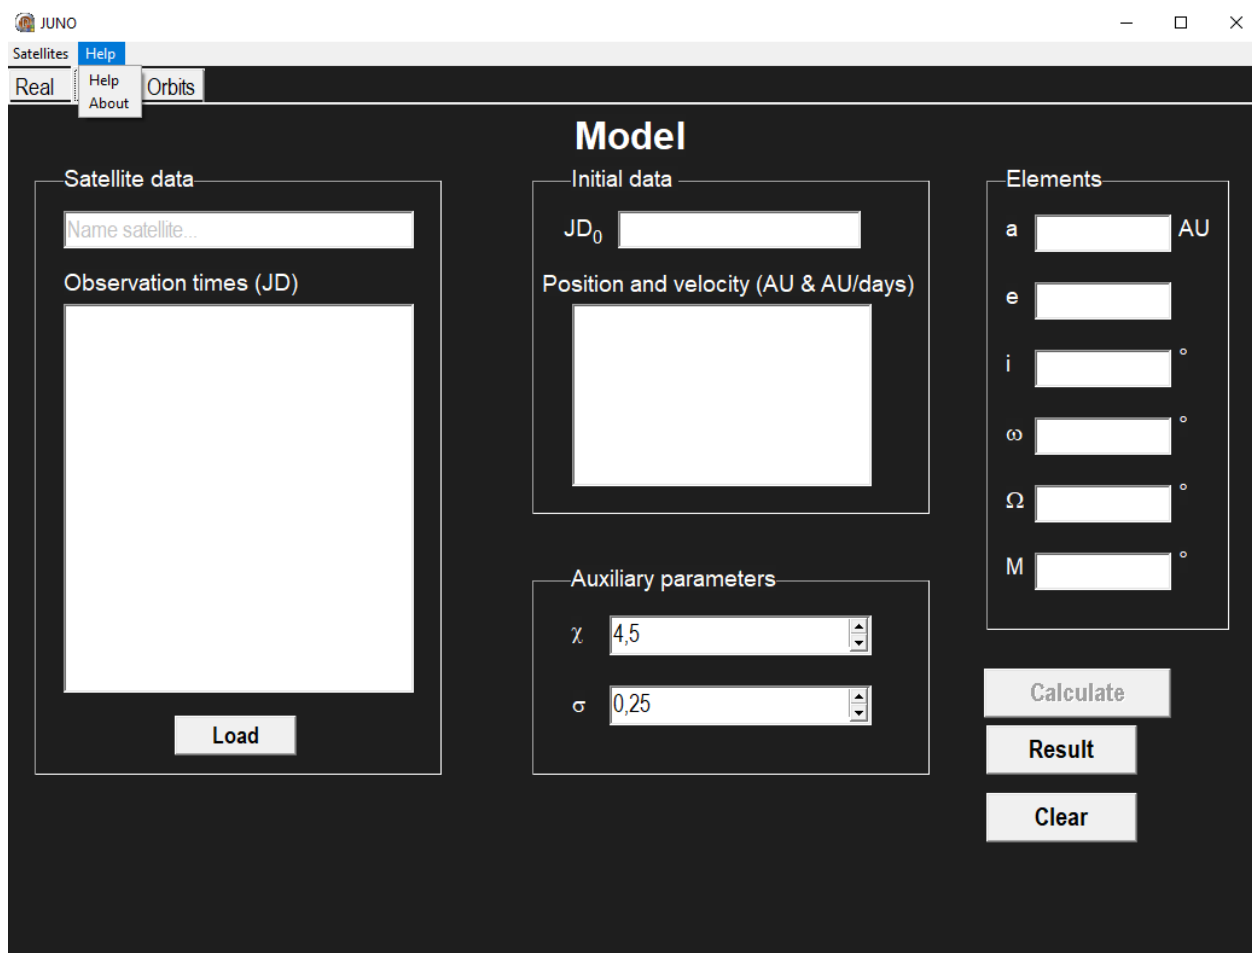 JUNO
Satellites Help
Help
About
Real Orbits
Model
Satellite data
Name satellite...
Observation times (JD)
Load
Initial data
JD₀
Position and velocity (AU & AU/days)
Auxiliary parameters
χ 4,5
σ 0,25
Elements
a AU
e
i °
ω °
Ω °
M °
Calculate
Result
Clear